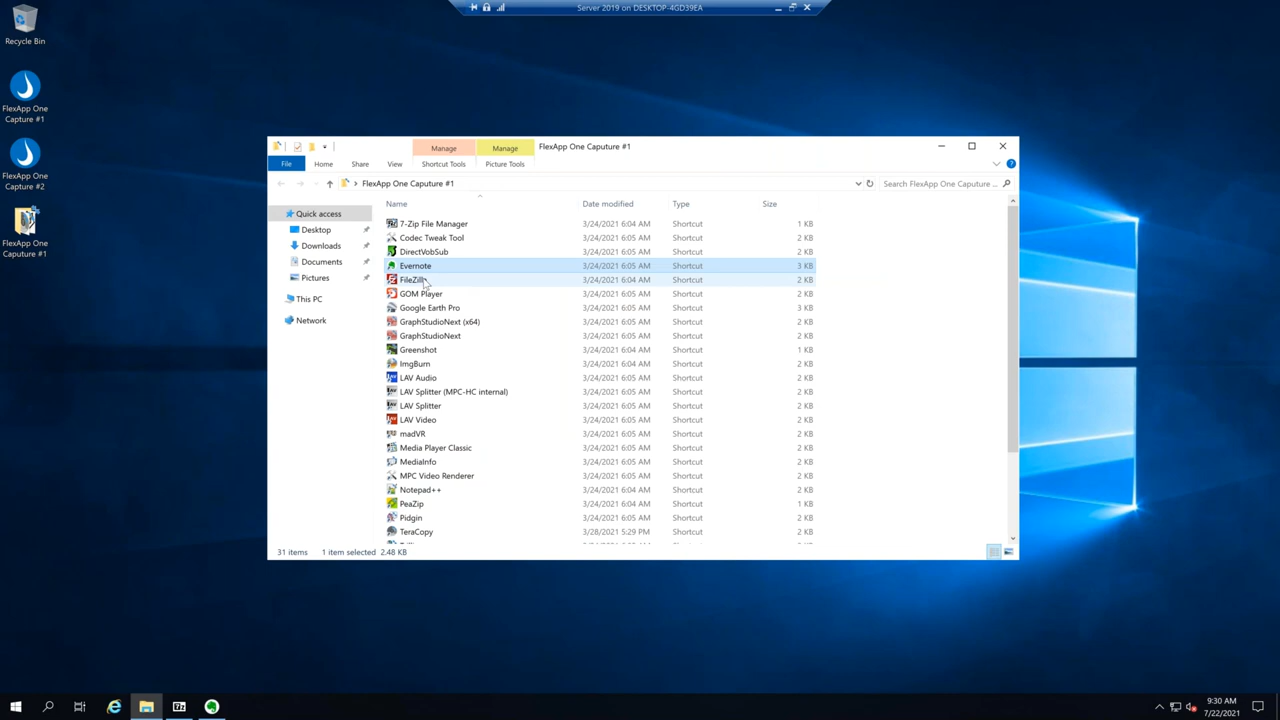 Server 2019 on DESKTOP-4GD39EA
Recycle Bin
FlexApp One
Capture #1
FlexApp One
Capture #2
FlexApp One
Caputure #1
Manage
Manage
FlexApp One Caputure #1
File
Home
Share
View
Shortcut Tools
Picture Tools
FlexApp One Caputure #1
Search FlexApp One Caputure ...
Quick access
Desktop
Downloads
Documents
Pictures
This PC
Network
Name Date modified Type Size
7-Zip File Manager 3/24/2021 6:04 AM Shortcut 1 KB
Codec Tweak Tool 3/24/2021 6:05 AM Shortcut 2 KB
DirectVobSub 3/24/2021 6:05 AM Shortcut 2 KB
Evernote 3/24/2021 6:05 AM Shortcut 3 KB
FileZilla 3/24/2021 6:05 AM Shortcut 2 KB
GOM Player 3/24/2021 6:04 AM Shortcut 2 KB
Google Earth Pro 3/24/2021 6:05 AM Shortcut 3 KB
GraphStudioNext (x64) 3/24/2021 6:05 AM Shortcut 2 KB
GraphStudioNext 3/24/2021 6:05 AM Shortcut 2 KB
Greenshot 3/24/2021 6:04 AM Shortcut 1 KB
ImgBurn 3/24/2021 6:04 AM Shortcut 2 KB
LAV Audio 3/24/2021 6:05 AM Shortcut 2 KB
LAV Splitter (MPC-HC internal) 3/24/2021 6:05 AM Shortcut 2 KB
LAV Splitter 3/24/2021 6:05 AM Shortcut 2 KB
LAV Video 3/24/2021 6:05 AM Shortcut 2 KB
madVR 3/24/2021 6:05 AM Shortcut 2 KB
Media Player Classic 3/24/2021 6:05 AM Shortcut 2 KB
MediaInfo 3/24/2021 6:05 AM Shortcut 2 KB
MPC Video Renderer 3/24/2021 6:05 AM Shortcut 2 KB
Notepad++ 3/24/2021 6:04 AM Shortcut 2 KB
PeaZip 3/24/2021 6:04 AM Shortcut 1 KB
Pidgin 3/24/2021 6:05 AM Shortcut 2 KB
TeraCopy 3/28/2021 5:29 PM Shortcut 2 KB
31 items 1 item selected 2.48 KB
9:30 AM
7/22/2021